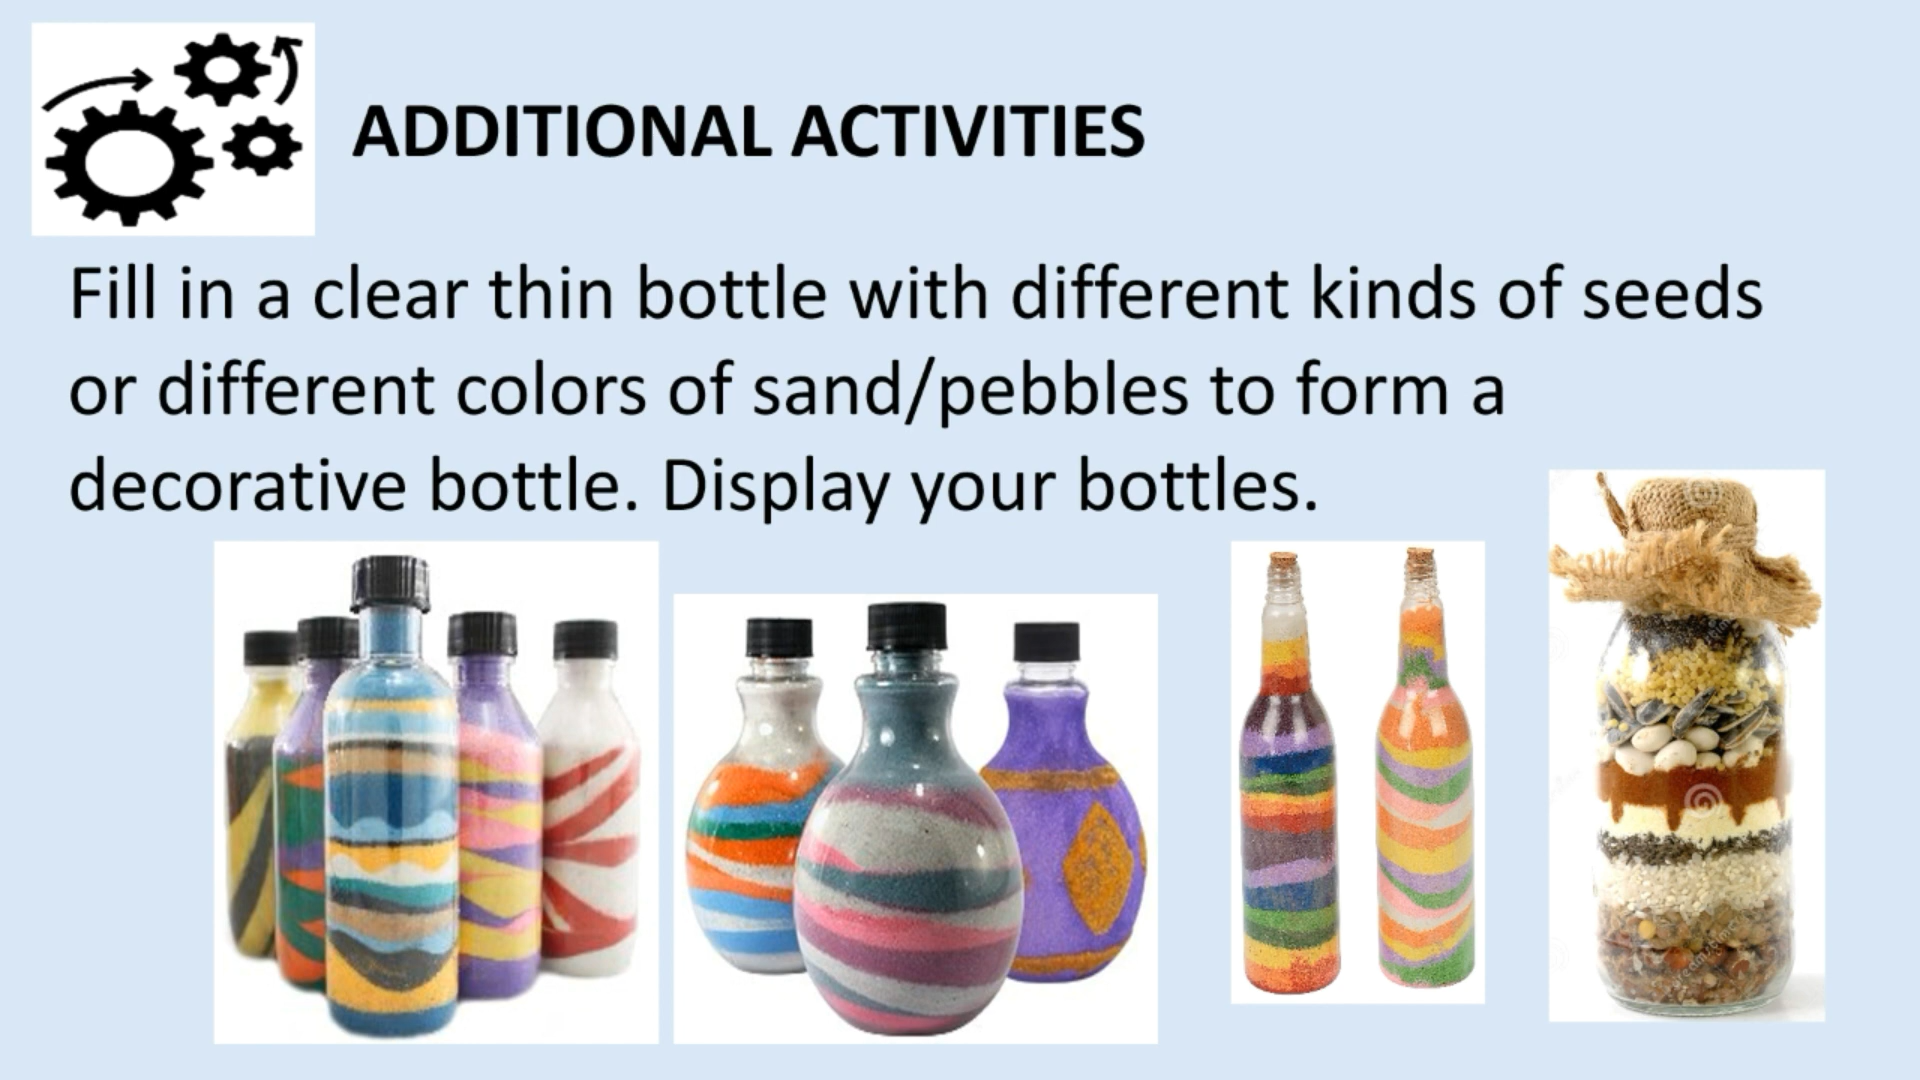 ADDITIONAL ACTIVITIES
Fill in a clear thin bottle with different kinds of seeds
or different colors of sand/pebbles to form a
decorative bottle. Display your bottles.